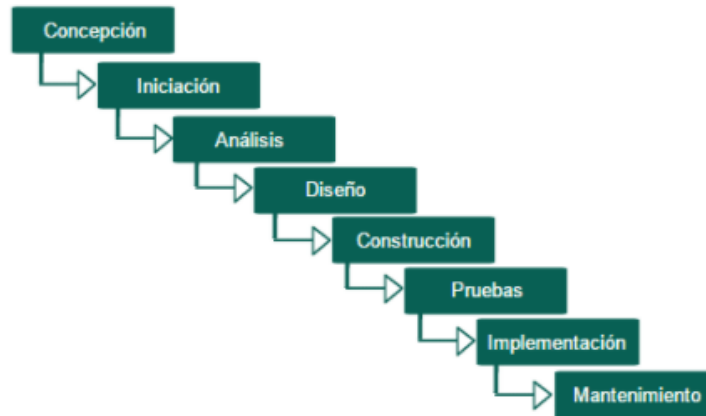 Concepción
Iniciación
Análisis
Diseño
Construcción
Pruebas
Implementación
Mantenimiento